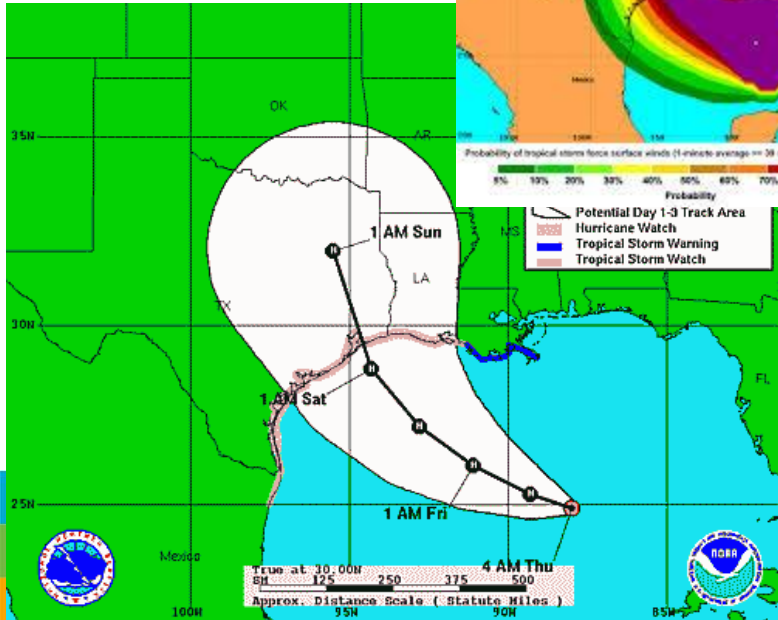 Mexico
Probability of tropical storm force surface winds (1-minute average >= 39
5% 10% 20% 30% 40% 50% 60% 70%
Probability
Potential Day 1-3 Track Area
Hurricane Watch
Tropical Storm Warning
Tropical Storm Watch
OK
35N
AR
1 AM Sun
MS
LA
TX
30N
FL
1 AM Sat
25N
1 AM Fri
4 AM Thu
Mexico
NOAA
True at 30.00N
SM 125 250 375 500
Approx. Distance Scale ( Statute Miles )
100W 95W 90W 85W
H
H
H
H
H